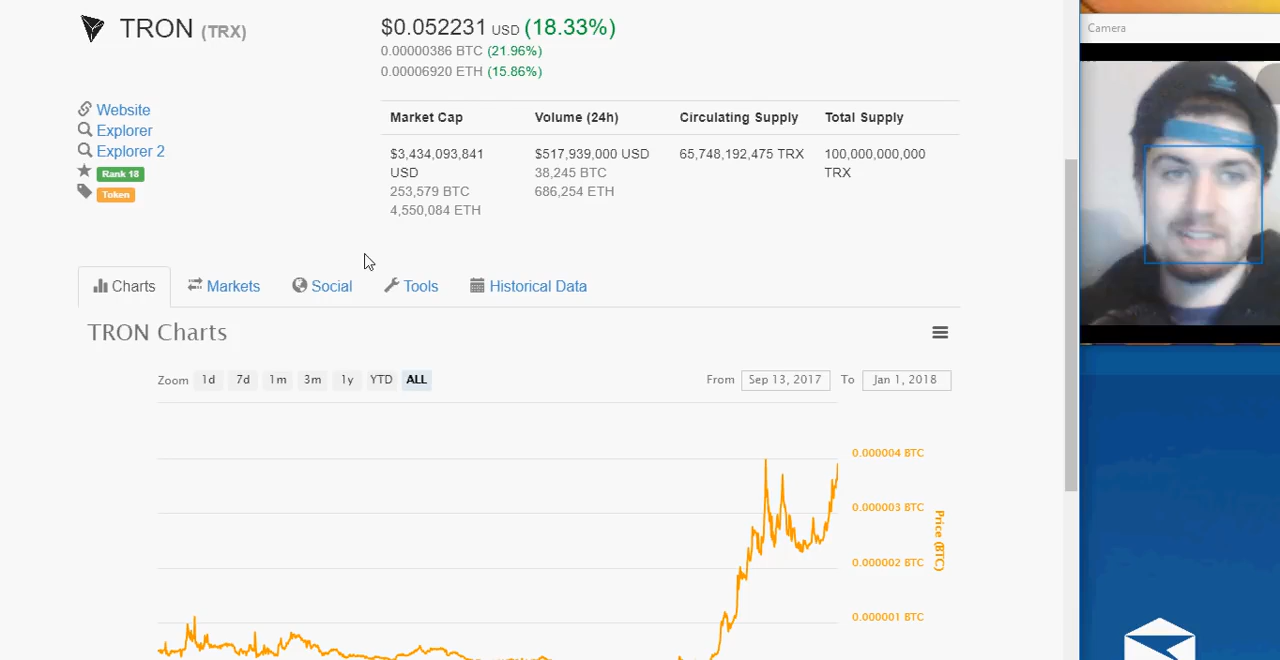 TRON (TRX)
$0.052231 USD (18.33%)
0.00000386 BTC (21.96%)
0.00006920 ETH (15.86%)
Camera
Website
Explorer
Explorer 2
Rank 18
Token
Market Cap Volume (24h) Circulating Supply Total Supply
$3,434,093,841 $517,939,000 USD 65,748,192,475 TRX 100,000,000,000
USD 38,245 BTC TRX
253,579 BTC 686,254 ETH
4,550,084 ETH
Charts Markets Social Tools Historical Data
TRON Charts
Zoom 1d 7d 1m 3m 1y YTD ALL From Sep 13, 2017 To Jan 1, 2018
0.000004 BTC
0.000003 BTC
0.000002 BTC
0.000001 BTC
Price (BTC)